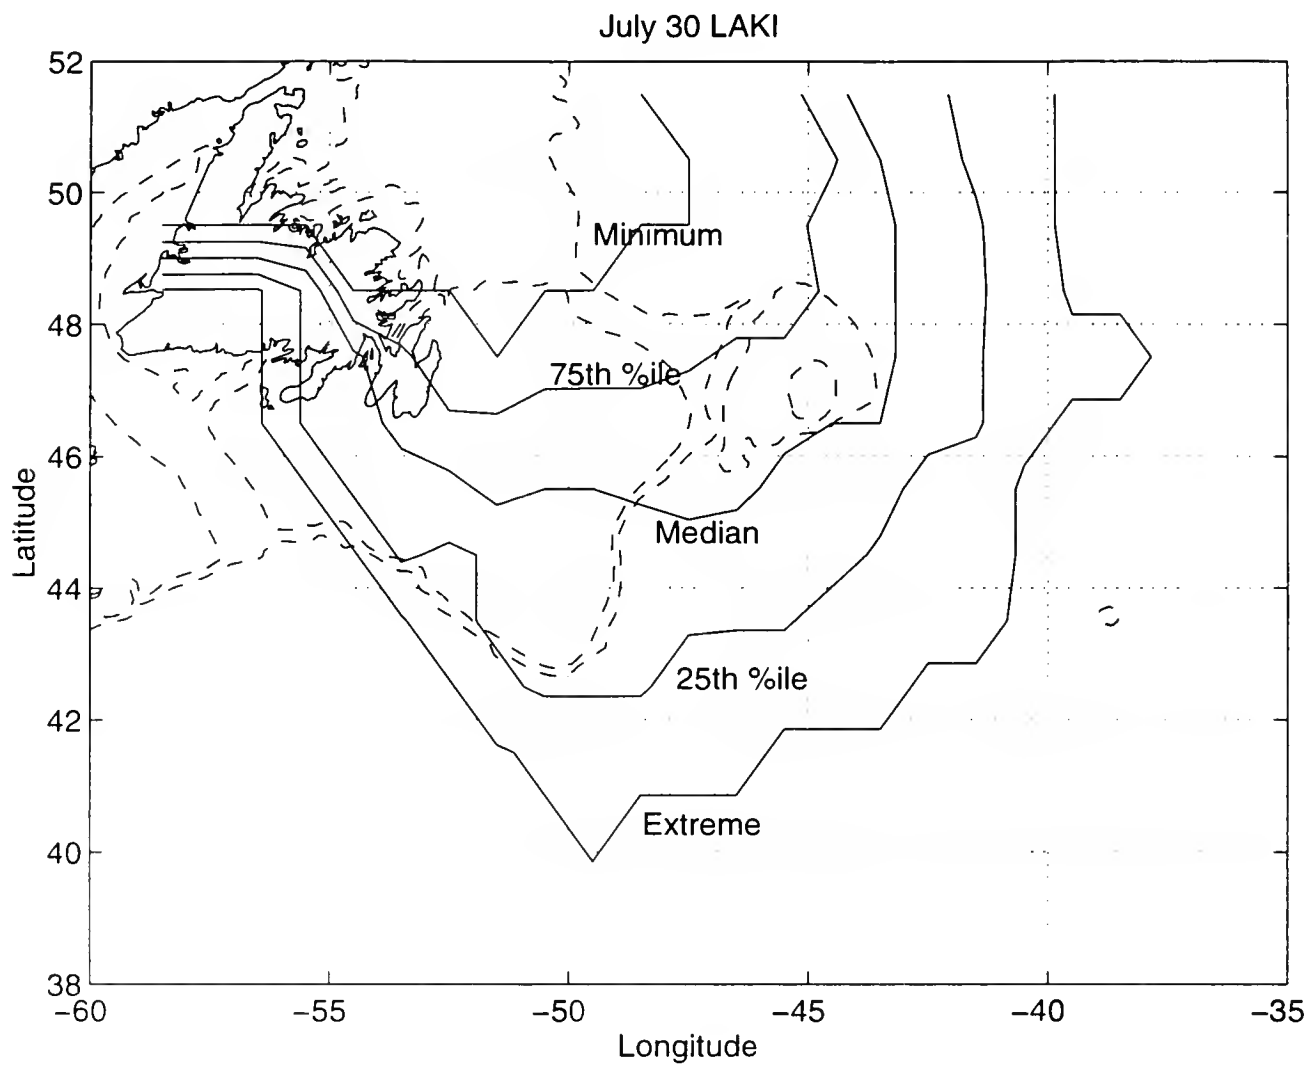 July 30 LAKI
52
50
48
46
44
42
40
38
Latitude
Minimum
75th %ile
Median
25th %ile
Extreme
−60
−55
−50
−45
−40
−35
Longitude